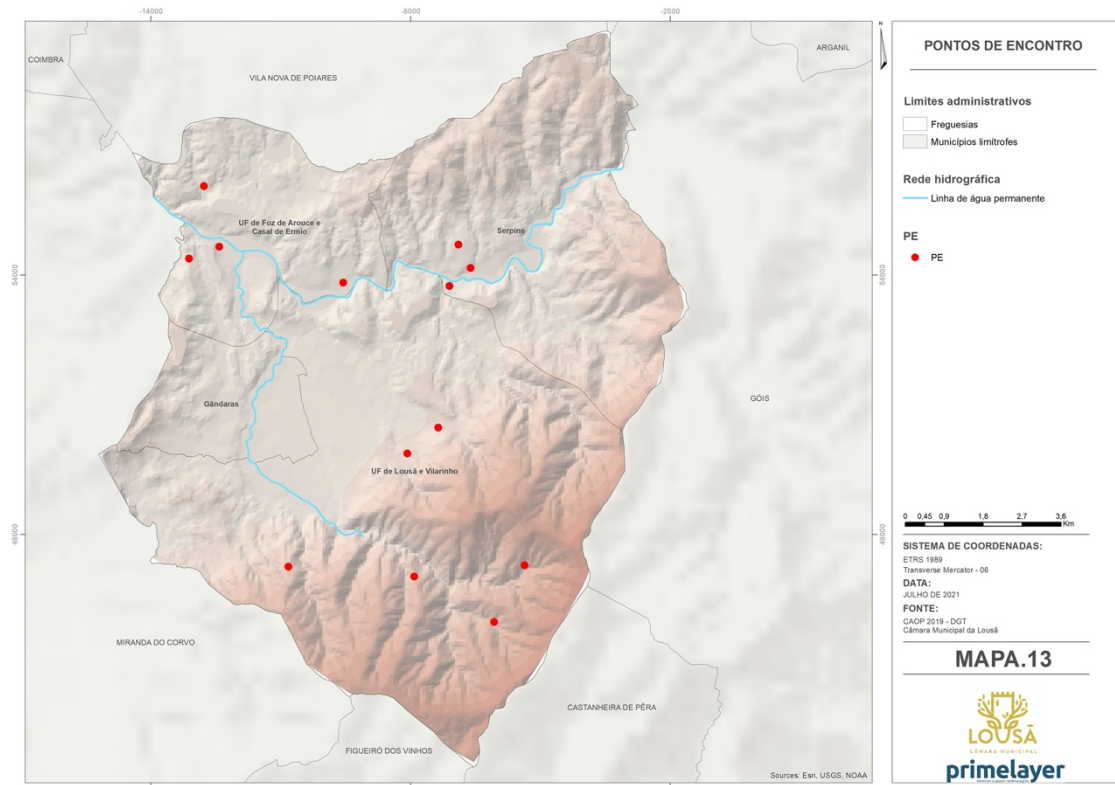 -14000
-8000
-2000
COIMBRA
VILA NOVA DE POIARES
ARGANIL
UF de Foz de Arouce e
Casal de Ermio
Serpins
64000
64000
Gândaras
GÓIS
UF de Lousã e Vilarinho
48000
48000
MIRANDA DO CORVO
CASTANHEIRA DE PÊRA
FIGUEIRÓ DOS VINHOS
Sources: Esri, USGS, NOAA
N
PONTOS DE ENCONTRO
Limites administrativos
Freguesias
Municípios limítrofes
Rede hidrográfica
Linha de água permanente
PE
PE
0 0,45 0,9 1,8 2,7 3,6
Km
SISTEMA DE COORDENADAS:
ETRS 1989
Transverse Mercator - 06
DATA:
JULHO DE 2021
FONTE:
CAOP 2019 - DGT
Câmara Municipal da Lousã
MAPA.13
LOUSÃ
CÂMARA MUNICIPAL
primelayer